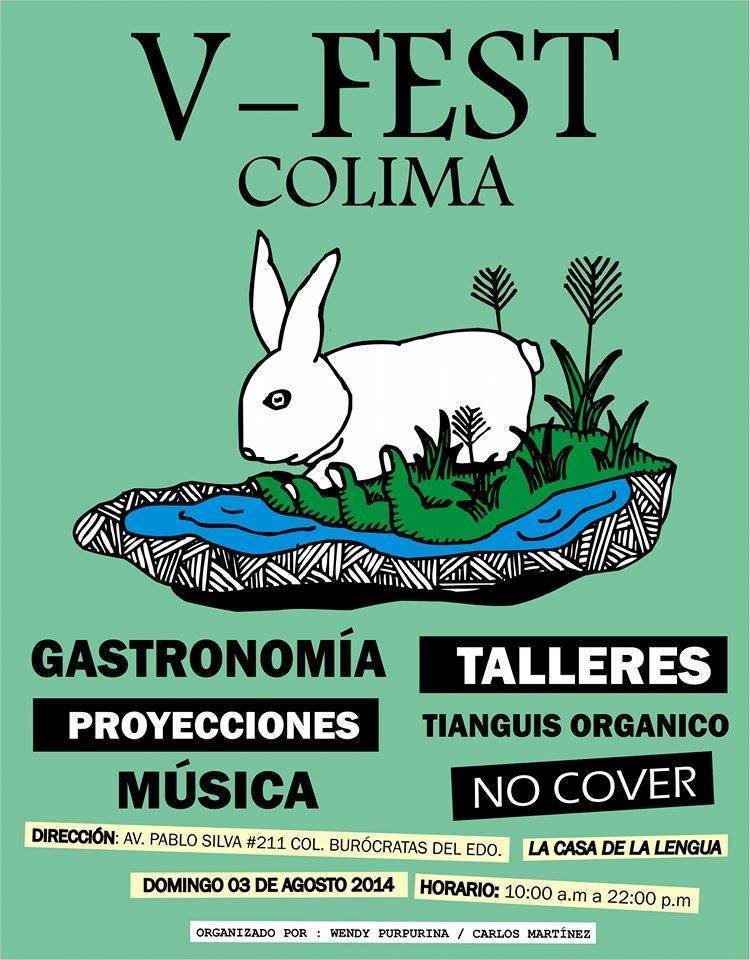 V-FEST
COLIMA
GASTRONOMÍA
TALLERES
PROYECCIONES
TIANGUIS ORGANICO
MÚSICA
NO COVER
DIRECCIÓN: AV. PABLO SILVA #211 COL. BURÓCRATAS DEL EDO.
LA CASA DE LA LENGUA
DOMINGO 03 DE AGOSTO 2014
HORARIO: 10:00 a.m a 22:00 p.m
ORGANIZADO POR : WENDY PURPURINA / CARLOS MARTÍNEZ